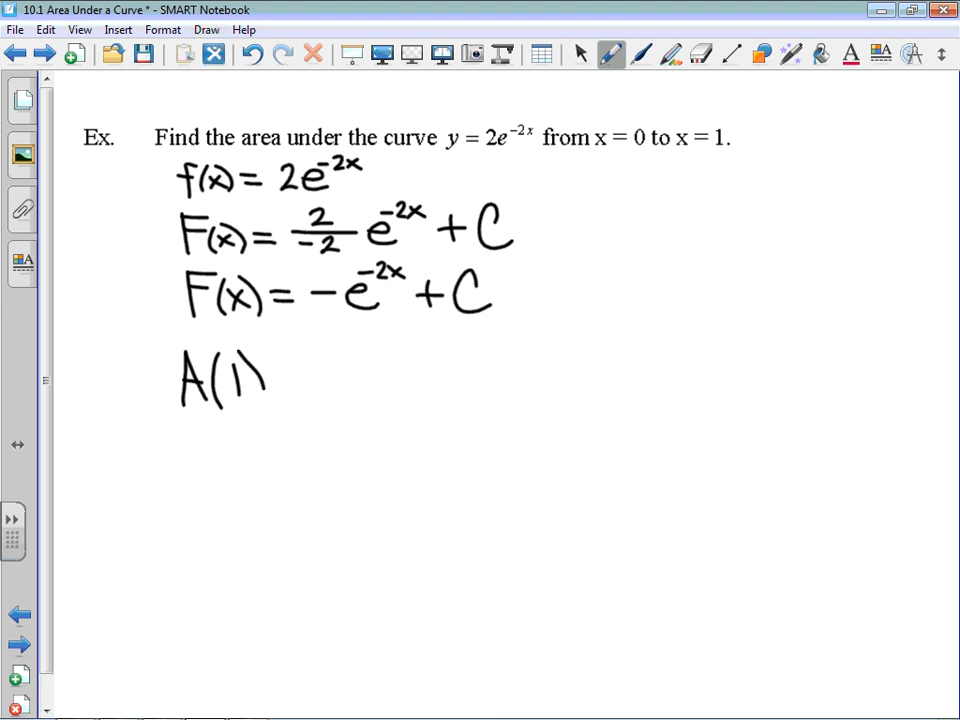 10.1 Area Under a Curve * - SMART Notebook
File Edit View Insert Format Draw Help
Ex. Find the area under the curve y = 2e⁻²ˣ from x = 0 to x = 1.
f(x) = 2e⁻²ˣ
F(x) = 2/-2 e⁻²ˣ + C
F(x) = -e⁻²ˣ + C
A(1)